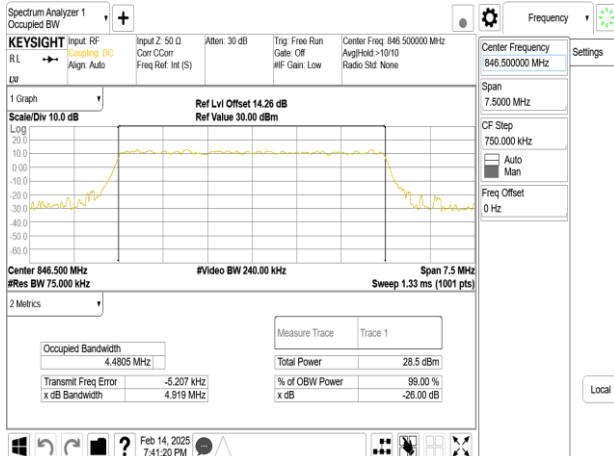 Spectrum Analyzer 1
Occupied BW
Frequency
KEYSIGHT
RL
Input: RF
Coupling: DC
Align: Auto
Input Z: 50 Ω
Corr CCorr
Freq Ref: Int (S)
Atten: 30 dB
Trig: Free Run
Gate: Off
#IF Gain: Low
Center Freq: 846.500000 MHz
Avg|Hold:>10/10
Radio Std: None
LXI
Center Frequency
846.500000 MHz
Settings
Span
7.5000 MHz
CF Step
750.000 kHz
Auto
Man
Freq Offset
0 Hz
Local
1 Graph
Scale/Div 10.0 dB
Ref Lvl Offset 14.26 dB
Ref Value 30.00 dBm
Log
20.0
10.0
0.00
-10.0
-20.0
-30.0
-40.0
-50.0
-60.0
Center 846.500 MHz
#Video BW 240.00 kHz
Span 7.5 MHz
#Res BW 75.000 kHz
Sweep 1.33 ms (1001 pts)
2 Metrics
Measure Trace
Trace 1
Occupied Bandwidth
4.4805 MHz
Total Power
28.5 dBm
Transmit Freq Error
-5.207 kHz
% of OBW Power
99.00 %
x dB Bandwidth
4.919 MHz
x dB
-26.00 dB
Feb 14, 2025
7:41:20 PM